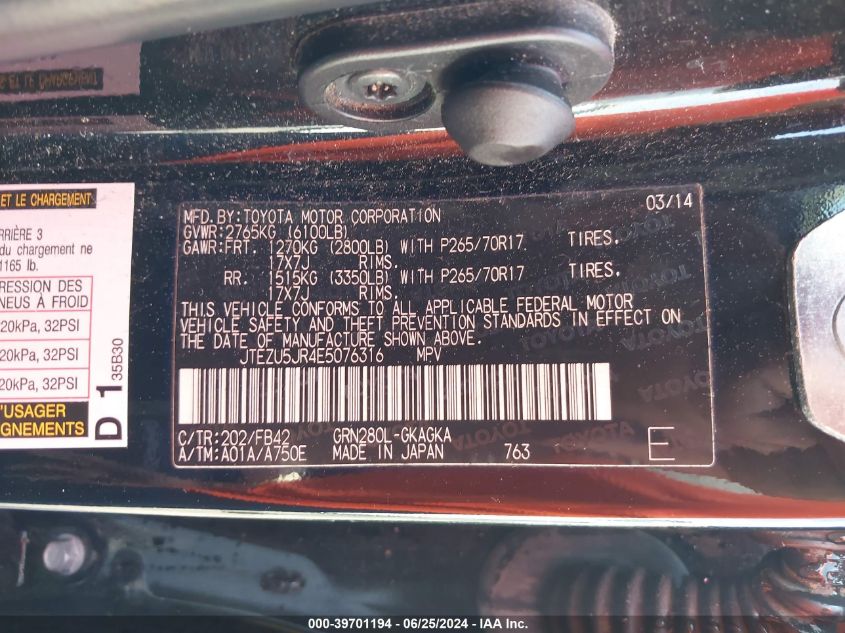 ET LE CHARGEMENT
RRIÈRE 3
du chargement ne
1165 lb.
RESSION DES
NEUS À FROID
20kPa, 32PSI
20kPa, 32PSI
'USAGER
GNEMENTS
D 1
35B30
MFD. BY: TOYOTA MOTOR CORPORATION 03/14
GVWR: 2765KG (6100LB)
GAWR: FRT. 1270KG (2800LB) WITH P265/70R17 TIRES.
17X7J RIMS.
RR. 1515KG (3350LB) WITH P265/70R17 TIRES.
17X7J RIMS.
THIS VEHICLE CONFORMS TO ALL APPLICABLE FEDERAL MOTOR
VEHICLE SAFETY AND THEFT PREVENTION STANDARDS IN EFFECT ON
THE DATE OF MANUFACTURE SHOWN ABOVE.
JTEZU5JR4E5076316 MPV
C/TR: 202/FB42 GRN280L-GKAGKA
A/TM: A01A/A750E MADE IN JAPAN 763 E
000-39701194 - 06/25/2024 - IAA Inc.